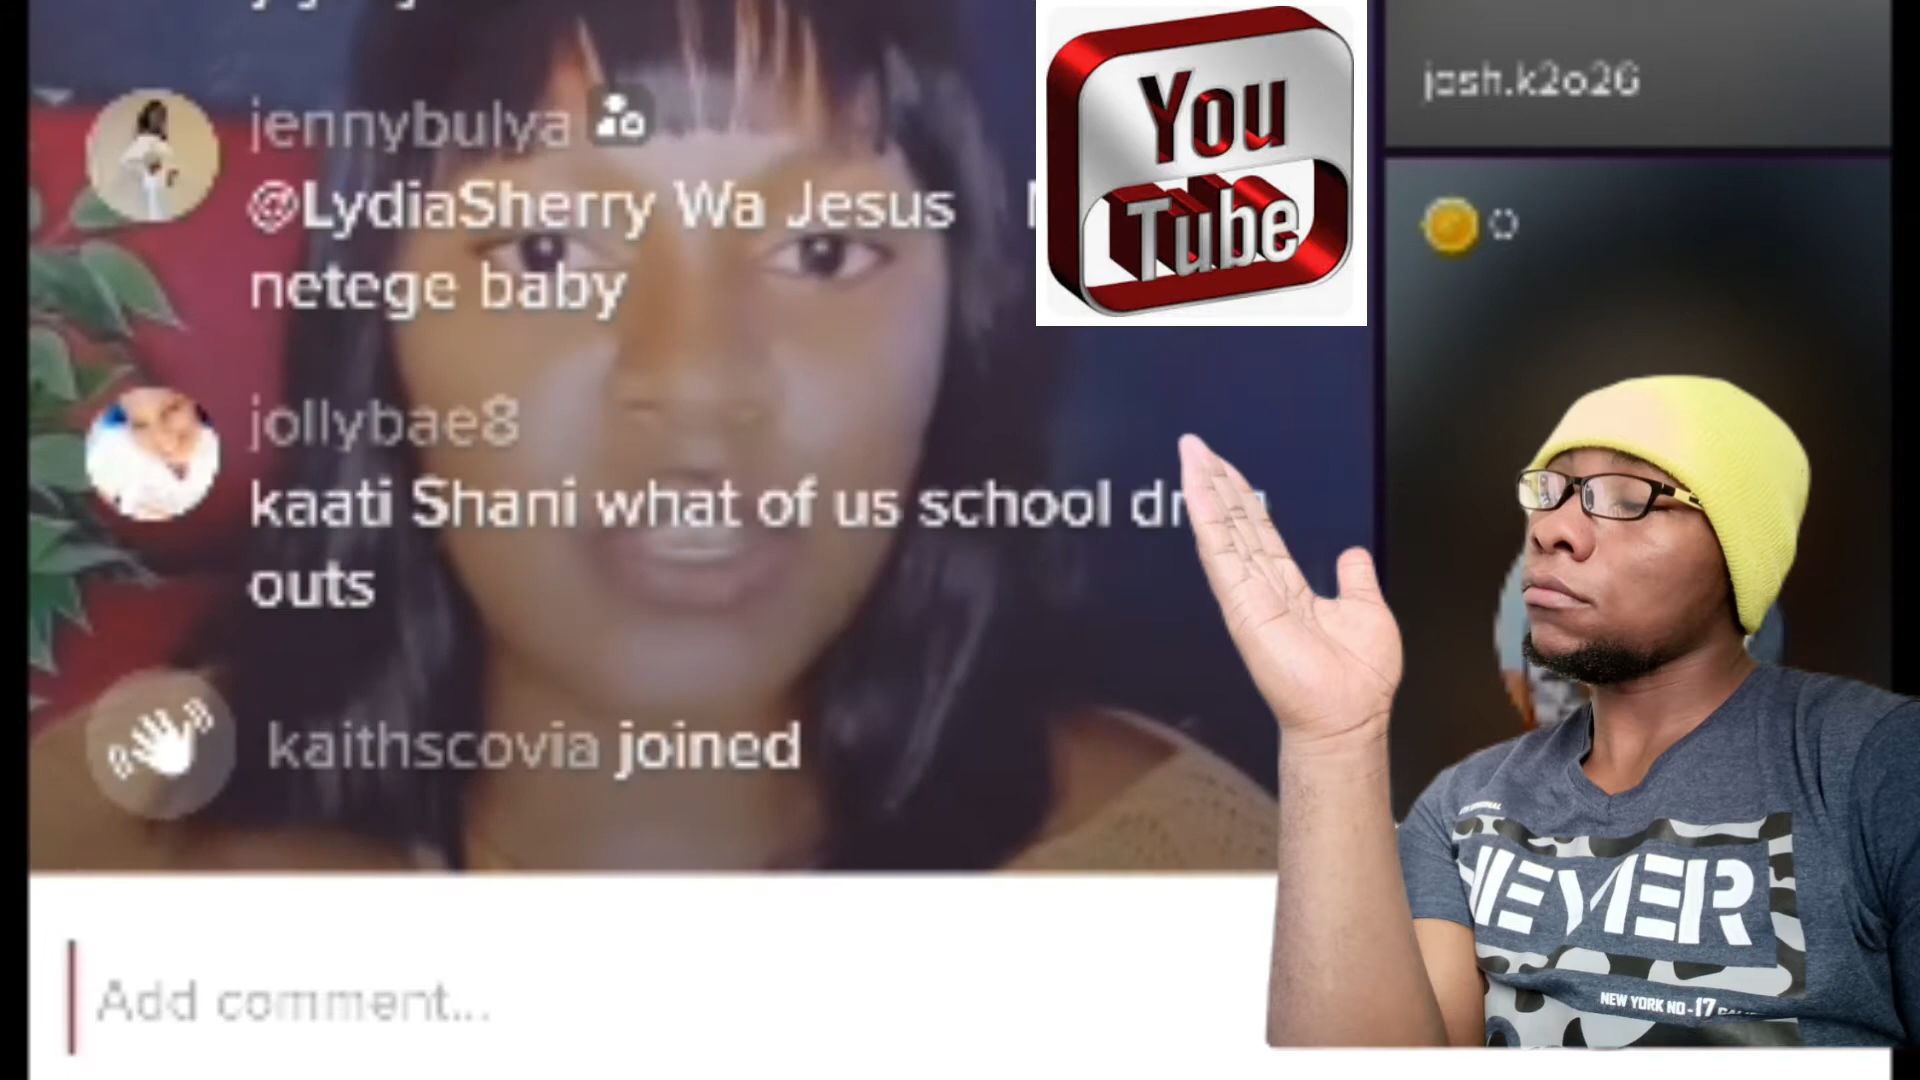 jennybulya
@LydiaSherry Wa Jesus
netege baby
jollybae8
kaati Shani what of us school
outs
kaithscovia joined
Add comment...
You
Tube
josh.k2o26
0
NEW YORK NO-17